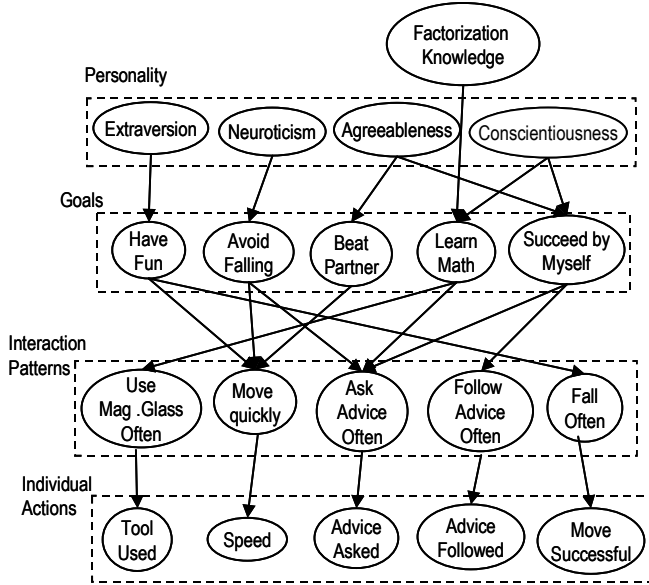 Factorization
Knowledge
Personality
Extraversion
Neuroticism
Agreeableness
Conscientiousness
Goals
Have
Fun
Avoid
Falling
Beat
Partner
Learn
Math
Succeed by
Myself
Interaction
Patterns
Use
Mag .Glass
Often
Move
quickly
Ask
Advice
Often
Follow
Advice
Often
Fall
Often
Individual
Actions
Tool
Used
Speed
Advice
Asked
Advice
Followed
Move
Successful